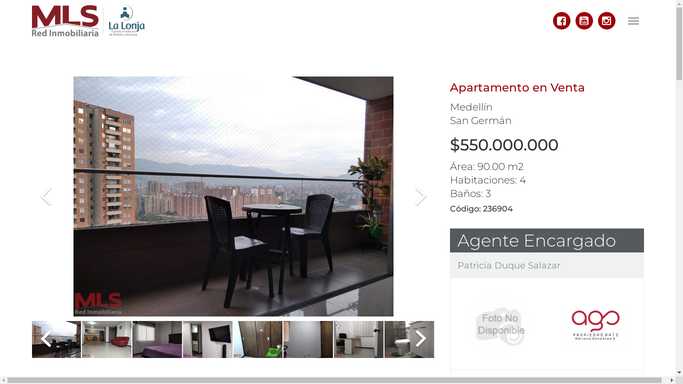 MLS
Red Inmobiliaria
La Lonja
Apartamento en Venta
Medellín
San Germán
$550.000.000
Área: 90.00 m2
Habitaciones: 4
Baños: 3
Código: 236904
Agente Encargado
Patricia Duque Salazar
MLS
Red Inmobiliaria
Foto No
Disponible
ago